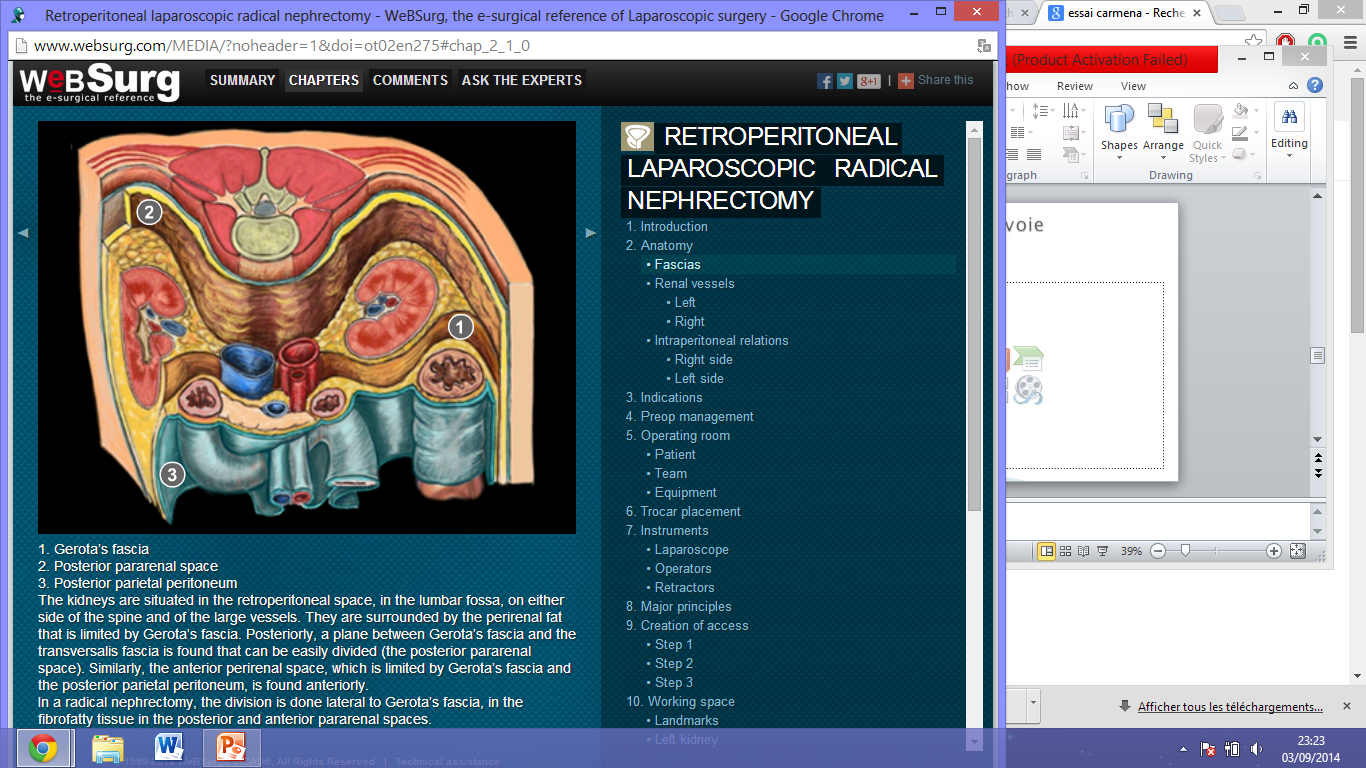 Retroperitoneal laparoscopic radical nephrectomy - WeBSurg, the e-surgical reference of Laparoscopic surgery - Google Chrome
www.websurg.com/MEDIA/?noheader=1&doi=ot02en275#chap_2_1_0
WeBSurg
the e-surgical reference
SUMMARY CHAPTERS COMMENTS ASK THE EXPERTS
g+1 | Share this
2
1
3
1. Gerota's fascia
2. Posterior pararenal space
3. Posterior parietal peritoneum
The kidneys are situated in the retroperitoneal space, in the lumbar fossa, on either
side of the spine and of the large vessels. They are surrounded by the perirenal fat
that is limited by Gerota's fascia. Posteriorly, a plane between Gerota's fascia and the
transversalis fascia is found that can be easily divided (the posterior pararenal
space). Similarly, the anterior perirenal space, which is limited by Gerota's fascia and
the posterior parietal peritoneum, is found anteriorly.
In a radical nephrectomy, the division is done lateral to Gerota's fascia, in the
fibrofatty tissue in the posterior and anterior pararenal spaces.
RETROPERITONEAL
LAPAROSCOPIC RADICAL
NEPHRECTOMY
1. Introduction
2. Anatomy
• Fascias
• Renal vessels
• Left
• Right
• Intraperitoneal relations
• Right side
• Left side
3. Indications
4. Preop management
5. Operating room
• Patient
• Team
• Equipment
6. Trocar placement
7. Instruments
• Laparoscope
• Operators
• Retractors
8. Major principles
9. Creation of access
• Step 1
• Step 2
• Step 3
10. Working space
• Landmarks
• Left kidney
All Rights Reserved | Technical assistance
essai carmena - Reche
(Product Activation Failed)
how Review View
Shapes Arrange Quick
Styles
Editing
graph Drawing
voie
39%
Afficher tous les téléchargements...
23:23
03/09/2014